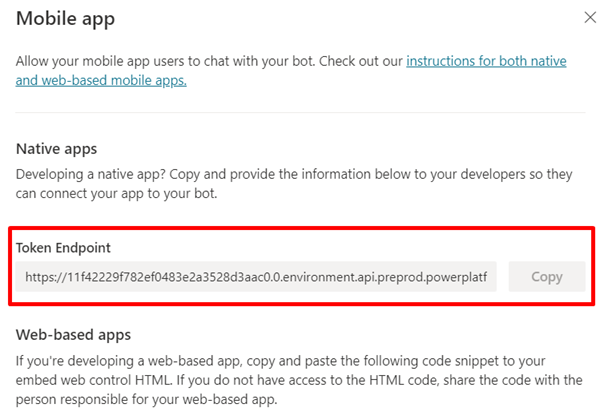 Mobile app
Allow your mobile app users to chat with your bot. Check out our instructions for both native
and web-based mobile apps.
Native apps
Developing a native app? Copy and provide the information below to your developers so they
can connect your app to your bot.
Token Endpoint
https://11f42229f782ef0483e2a3528d3aac0.0.environment.api.preprod.powerplatf
Copy
Web-based apps
If you're developing a web-based app, copy and paste the following code snippet to your
embed web control HTML. If you do not have access to the HTML code, share the code with the
person responsible for your web-based app.